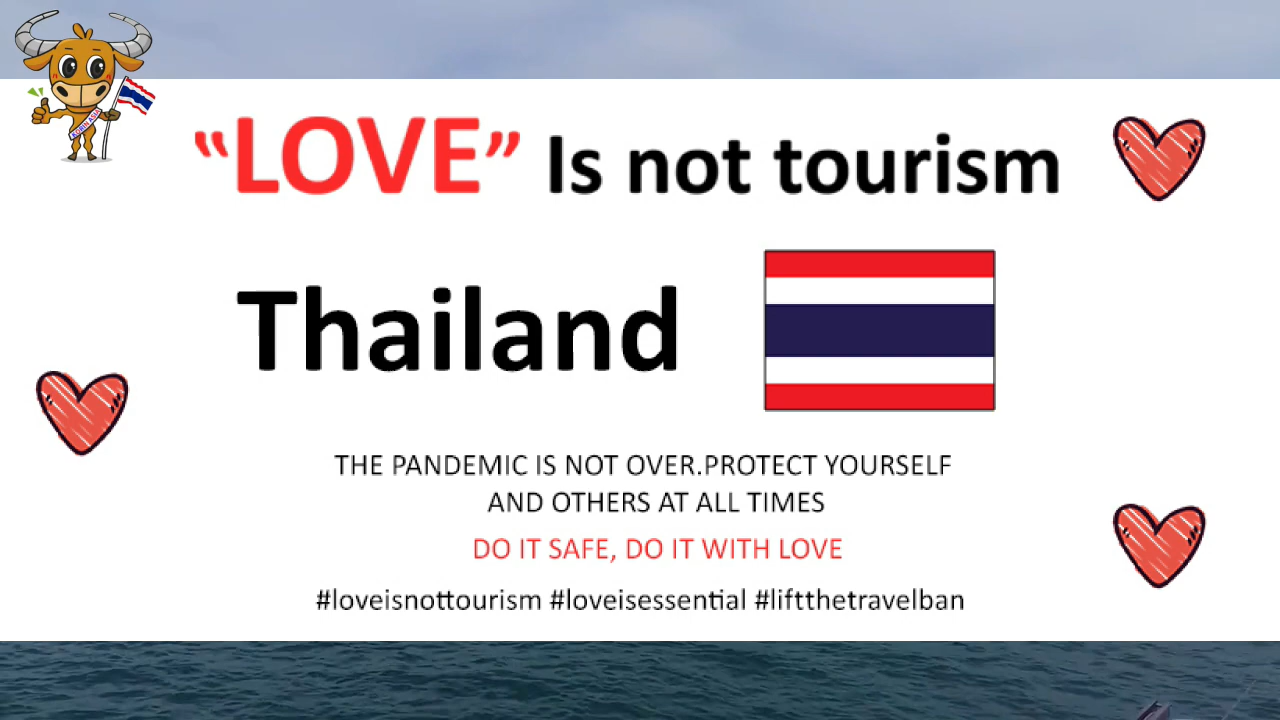 “LOVE” Is not tourism
Thailand
THE PANDEMIC IS NOT OVER.PROTECT YOURSELF
AND OTHERS AT ALL TIMES
DO IT SAFE, DO IT WITH LOVE
#loveisnottourism #loveisessential #liftthetravelban